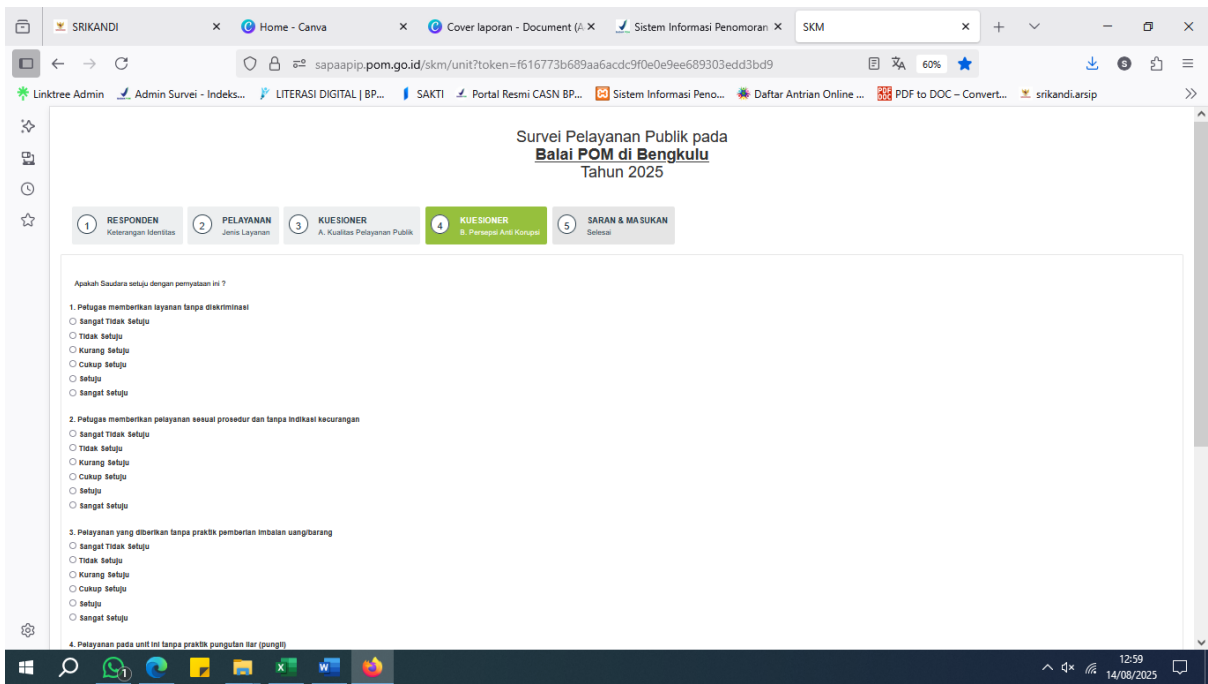 SRIKANDI
Home - Canva
Cover laporan - Document (A
Sistem Informasi Penomoran
SKM
sapaapip.pom.go.id/skm/unit?token=f616773b689aa6acdc9f0e0e9ee689303edd3bd9
60%
S
Linktree Admin
Admin Survei - Indeks...
LITERASI DIGITAL | BP...
SAKTI
Portal Resmi CASN BP...
Sistem Informasi Peno...
Daftar Antrian Online ...
PDF to DOC – Convert...
srikandi.arsip
Survei Pelayanan Publik pada
Balai POM di Bengkulu
Tahun 2025
1 RESPONDEN
Keterangan Identitas
2 PELAYANAN
Jenis Layanan
3 KUESIONER
A. Kualitas Pelayanan Publik
4 KUESIONER
B. Persepsi Anti Korupsi
5 SARAN & MASUKAN
Selesai
Apakah Saudara setuju dengan pernyataan ini ?
1. Petugas memberikan layanan tanpa diskriminasi
Sangat Tidak Setuju
Tidak Setuju
Kurang Setuju
Cukup Setuju
Setuju
Sangat Setuju
2. Petugas memberikan pelayanan sesuai prosedur dan tanpa indikasi kecurangan
Sangat Tidak Setuju
Tidak Setuju
Kurang Setuju
Cukup Setuju
Setuju
Sangat Setuju
3. Pelayanan yang diberikan tanpa praktik pemberian imbalan uang/barang
Sangat Tidak Setuju
Tidak Setuju
Kurang Setuju
Cukup Setuju
Setuju
Sangat Setuju
4. Pelayanan pada unit ini tanpa praktik pungutan liar (pungli)
12:59
14/08/2025